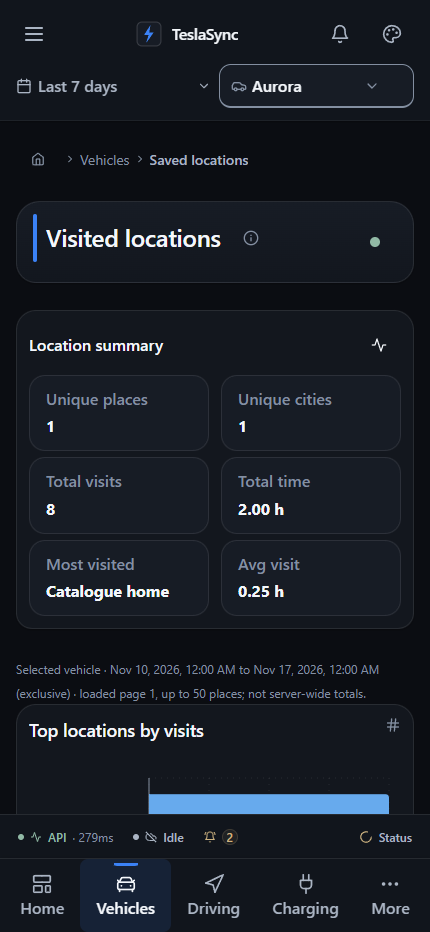 TeslaSync
Last 7 days
Aurora
Vehicles
Saved locations
Visited locations
Location summary
Unique places
1
Unique cities
1
Total visits
8
Total time
2.00 h
Most visited
Catalogue home
Avg visit
0.25 h
Selected vehicle · Nov 10, 2026, 12:00 AM to Nov 17, 2026, 12:00 AM
(exclusive) · loaded page 1, up to 50 places; not server-wide totals.
Top locations by visits
API · 279ms
Idle
2
Status
Home
Vehicles
Driving
Charging
More